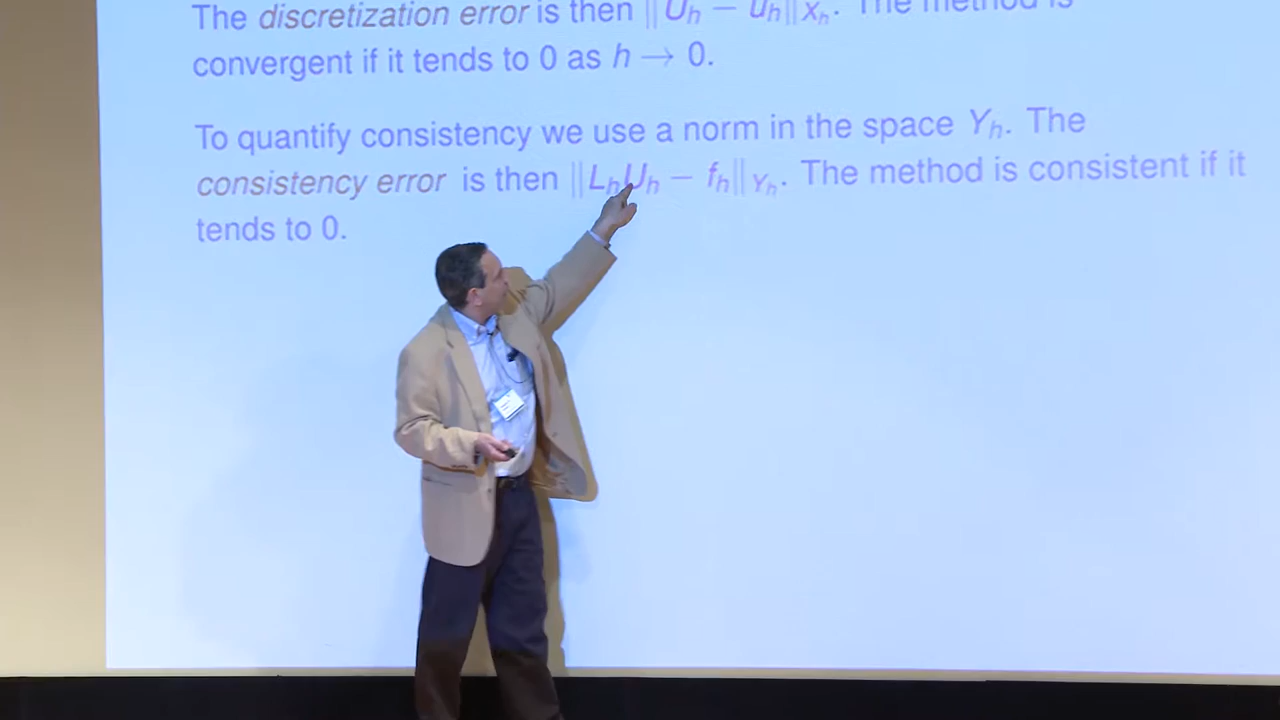 The discretization error is then ‖U_h − u_h‖_{X_h}. The method is
convergent if it tends to 0 as h → 0.
To quantify consistency we use a norm in the space Y_h. The
consistency error is then ‖L_h U_h − f_h‖_{Y_h}. The method is consistent if it
tends to 0.